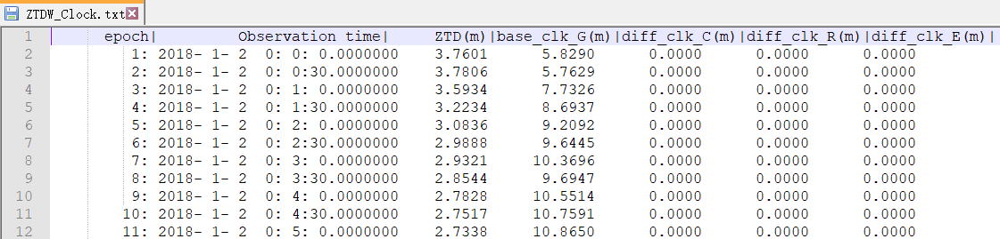 ZTDW_Clock.txt
1 epoch| Observation time| ZTD(m)|base_clk_G(m)|diff_clk_C(m)|diff_clk_R(m)|diff_clk_E(m)|
2 1: 2018- 1- 2 0: 0: 0.0000000 3.7601 5.8290 0.0000 0.0000 0.0000
3 2: 2018- 1- 2 0: 0:30.0000000 3.7806 5.7629 0.0000 0.0000 0.0000
4 3: 2018- 1- 2 0: 1: 0.0000000 3.5934 7.7326 0.0000 0.0000 0.0000
5 4: 2018- 1- 2 0: 1:30.0000000 3.2234 8.6937 0.0000 0.0000 0.0000
6 5: 2018- 1- 2 0: 2: 0.0000000 3.0836 9.2092 0.0000 0.0000 0.0000
7 6: 2018- 1- 2 0: 2:30.0000000 2.9888 9.6445 0.0000 0.0000 0.0000
8 7: 2018- 1- 2 0: 3: 0.0000000 2.9321 10.3696 0.0000 0.0000 0.0000
9 8: 2018- 1- 2 0: 3:30.0000000 2.8544 9.6947 0.0000 0.0000 0.0000
10 9: 2018- 1- 2 0: 4: 0.0000000 2.7828 10.5514 0.0000 0.0000 0.0000
11 10: 2018- 1- 2 0: 4:30.0000000 2.7517 10.7591 0.0000 0.0000 0.0000
12 11: 2018- 1- 2 0: 5: 0.0000000 2.7338 10.8650 0.0000 0.0000 0.0000